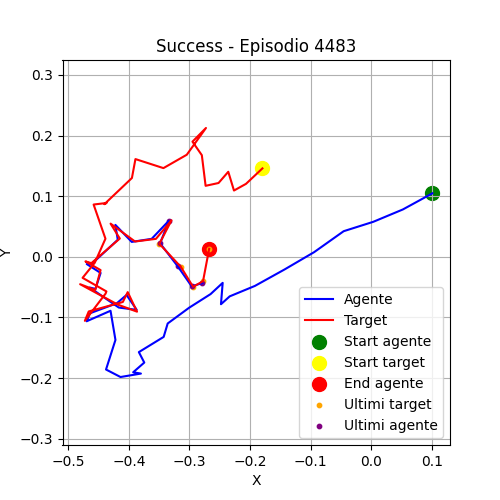 Success - Episodio 4483
0.3
0.2
0.1
0.0
−0.1
−0.2
−0.3
Y
−0.5
−0.4
−0.3
−0.2
−0.1
0.0
0.1
X
Agente
Target
Start agente
Start target
End agente
Ultimi target
Ultimi agente